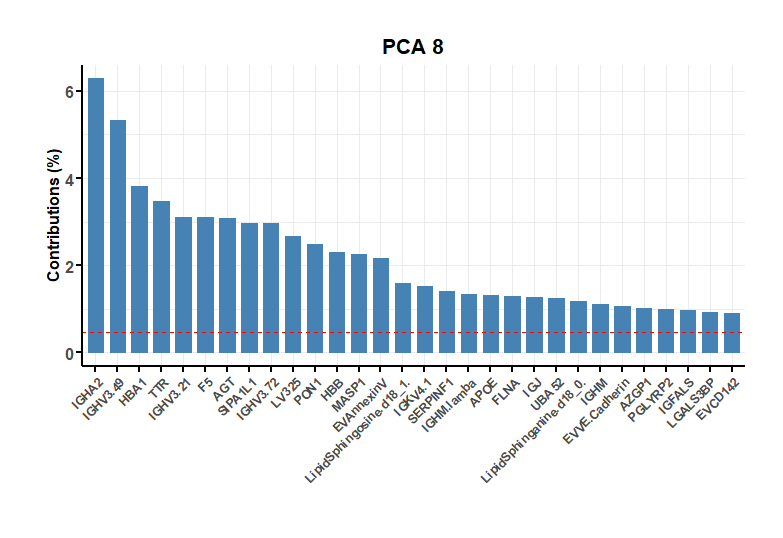 PCA 8
Contributions (%)
6
4
2
0
IGHA2
IGHV3.49
HBA1
TTR
IGHV3.21
F5
AGT
SIPA1L1
IGHV3.72
LV325
PON1
HBB
MASP1
EVAnnexinV
LipidSphingosine.d18_1.
IGKV4.1
SERPINF1
IGHM.lamba
APOE
FLNA
IGJ
UBA52
LipidSphinganine.d18_0.
IGHM
EVVE.Cadherin
AZGP1
PGLYRP2
IGFALS
LGALS3BP
EVCD142